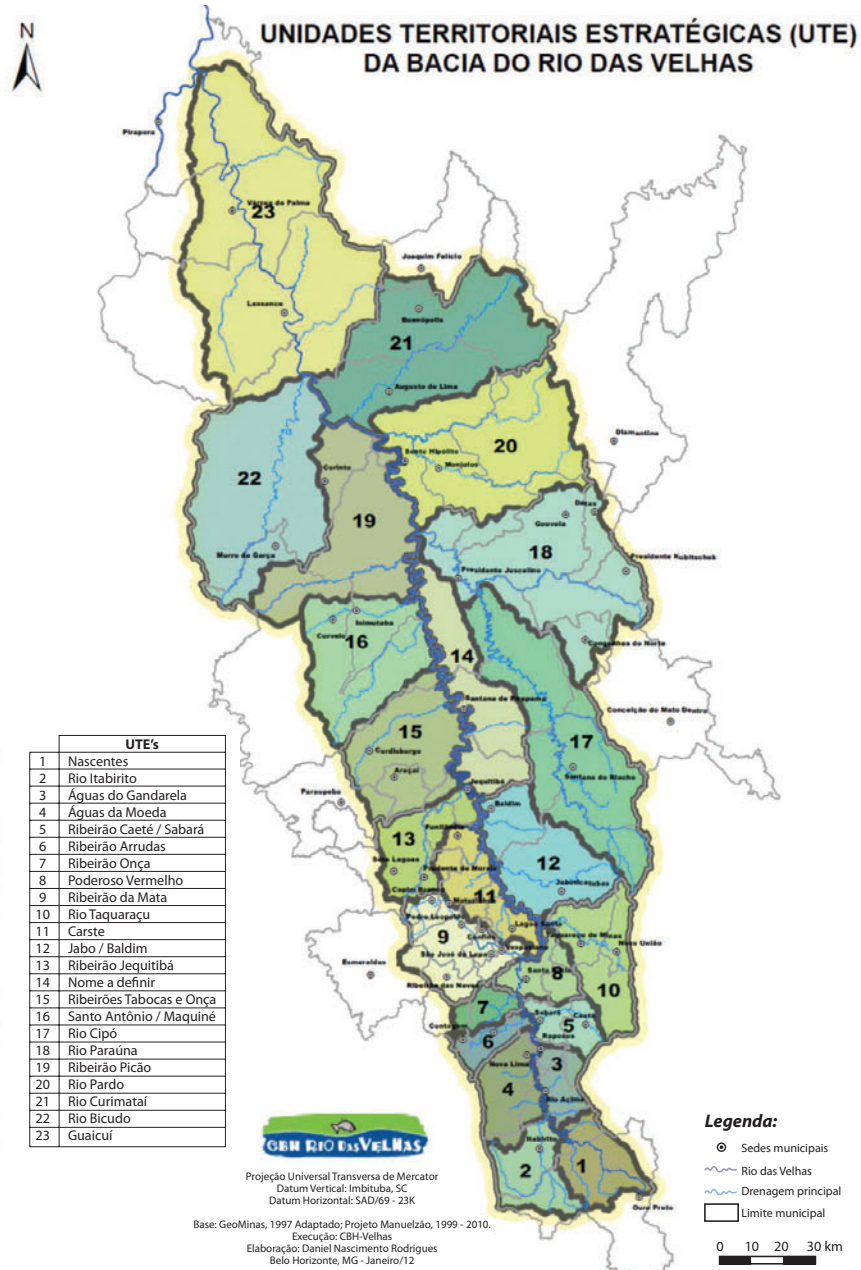 N
UNIDADES TERRITORIAIS ESTRATÉGICAS (UTE)
DA BACIA DO RIO DAS VELHAS
Pirapora
Várzea da Palma
23
Joaquim Felício
Lassance
Buenópolis
21
Augusto de Lima
Diamantina
20
Santo Hipólito
Monjolos
Corinto
22
19
Datas
Gouveia
18
Morro da Garça
Presidente Kubitschek
Presidente Juscelino
Inimutaba
Curvelo
16
Congonhas do Norte
14
Santana de Pirapama
Conceição do Mato Dentro
15
17
Cordisburgo
Santana do Riacho
Araçaí
Jequitibá
Paraopeba
Baldim
Funilândia
13
12
Sete Lagoas
Prudente de Morais
Jaboticatubas
Capim Branco
11
Matozinhos
Pedro Leopoldo
Lagoa Santa
Confins
Taquaraçu de Minas
9
Nova União
Vespasiano
São José da Lapa
Esmeraldas
8
Santa Luzia
Ribeirão das Neves
10
7
Sabará
Caeté
5
Contagem
6
Raposos
Nova Lima
3
4
Rio Acima
Itabirito
1
2
Ouro Preto
UTE's
1 Nascentes
2 Rio Itabirito
3 Águas do Gandarela
4 Águas da Moeda
5 Ribeirão Caeté / Sabará
6 Ribeirão Arrudas
7 Ribeirão Onça
8 Poderoso Vermelho
9 Ribeirão da Mata
10 Rio Taquaraçu
11 Carste
12 Jabo / Baldim
13 Ribeirão Jequitibá
14 Nome a definir
15 Ribeirões Tabocas e Onça
16 Santo Antônio / Maquiné
17 Rio Cipó
18 Rio Paraúna
19 Ribeirão Picão
20 Rio Pardo
21 Rio Curimataí
22 Rio Bicudo
23 Guaicuí
CBH RIO DAS VELHAS
Projeção Universal Transversa de Mercator
Datum Vertical: Imbituba, SC
Datum Horizontal: SAD/69 - 23K
Base: GeoMinas, 1997 Adaptado; Projeto Manuelzão, 1999 - 2010.
Execução: CBH-Velhas
Elaboração: Daniel Nascimento Rodrigues
Belo Horizonte, MG - Janeiro/12
Legenda:
Sedes municipais
Rio das Velhas
Drenagem principal
Limite municipal
0 10 20 30 km